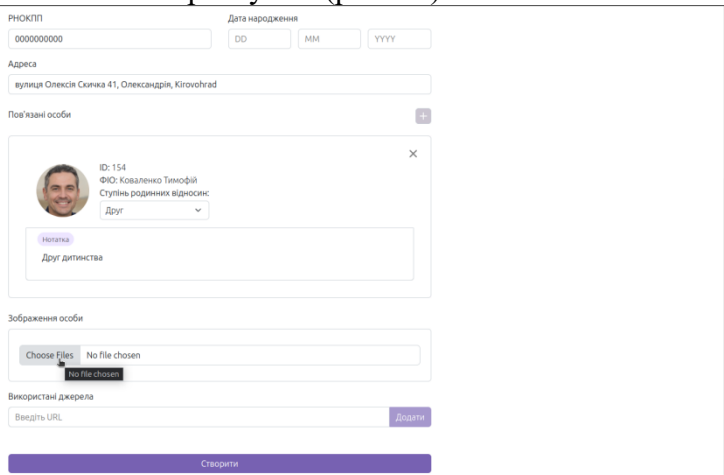 РНОКПП Дата народження
0000000000 DD MM YYYY
Адреса
вулиця Олексія Скичка 41, Олександрія, Kirovohrad
Пов'язані особи +
ID: 154
ФІО: Коваленко Тимофій
Ступінь родинних відносин:
Друг
Нотатка
Друг дитинства
Зображення особи
Choose Files No file chosen
No file chosen
Використані джерела
Введіть URL Додати
Створити